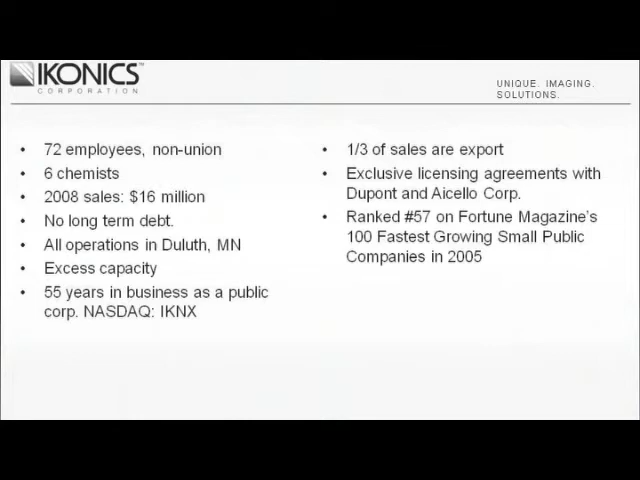 IKONICS™
CORPORATION
UNIQUE. IMAGING.
SOLUTIONS.
• 72 employees, non-union
• 6 chemists
• 2008 sales: $16 million
• No long term debt.
• All operations in Duluth, MN
• Excess capacity
• 55 years in business as a public
corp. NASDAQ: IKNX
• 1/3 of sales are export
• Exclusive licensing agreements with
Dupont and Aicello Corp.
• Ranked #57 on Fortune Magazine's
100 Fastest Growing Small Public
Companies in 2005